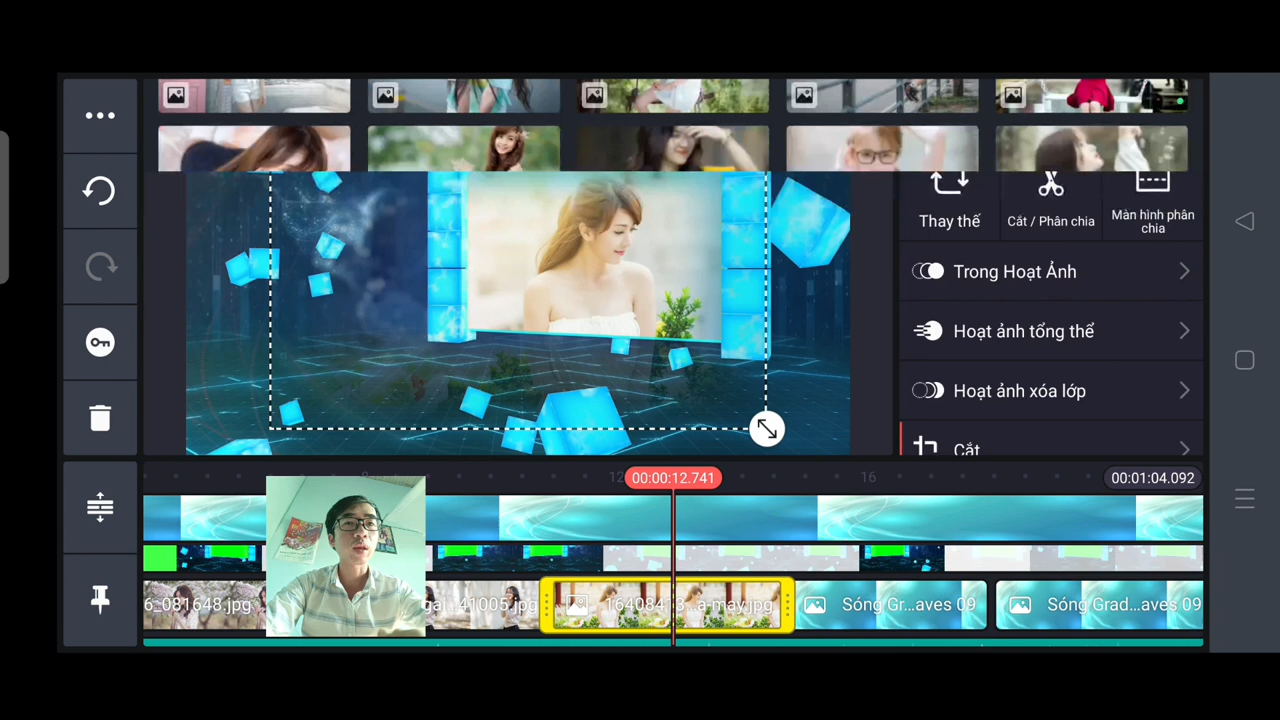 Thay thế
Cắt / Phân chia
Màn hình phân
chia
Trong Hoạt Ảnh
Hoạt ảnh tổng thể
Hoạt ảnh xóa lớp
Cắt
12
00:00:12.741
16
00:01:04.092
6_081648.jpg
41005.jpg
a-may.jpg
Sóng Gr...aves 09
Sóng Grad...aves 09